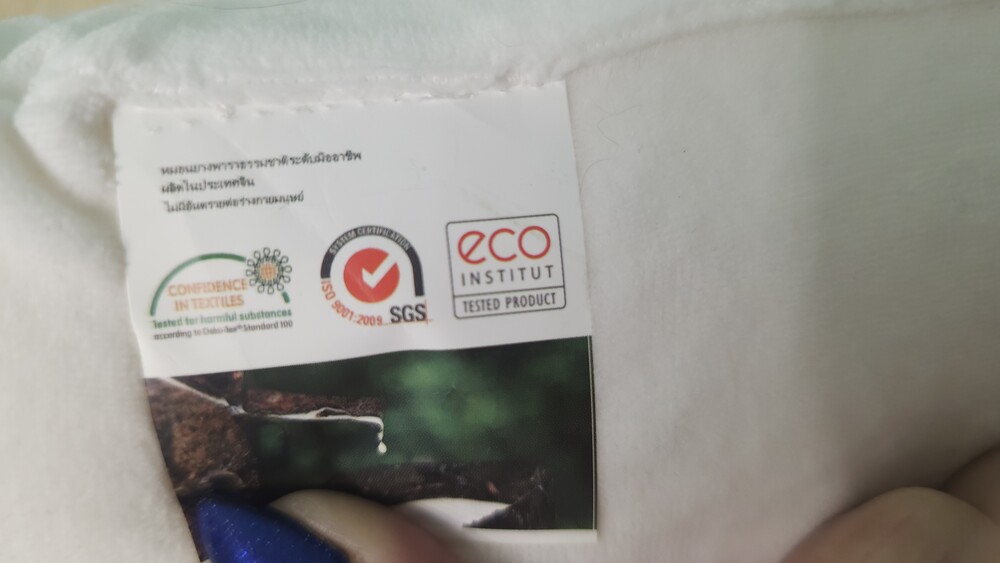 หมอนยางพาราธรรมชาติระดับมืออาชีพ
ผลิตในประเทศจีน
ไม่มีอันตรายต่อร่างกายมนุษย์
CONFIDENCE
IN TEXTILES
Tested for harmful substances
according to Oeko-Tex® Standard 100
SYSTEM CERTIFICATION
ISO 9001:2009
SGS
eco
INSTITUT
TESTED PRODUCT